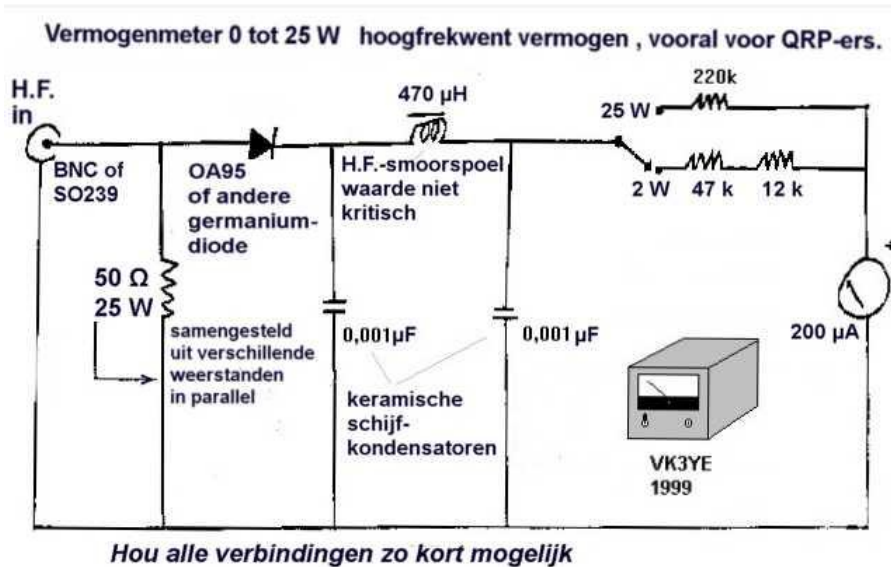 Vermogenmeter 0 tot 25 W hoogfrekwent vermogen , vooral voor QRP-ers.
H.F.
in
BNC of
SO239
OA95
of andere
germanium-
diode
470 µH
H.F.-smoorspoel
waarde niet
kritisch
220k
25 W
2 W
47 k
12 k
50 Ω
25 W
samengesteld
uit verschillende
weerstanden
in parallel
0,001µF
0,001 µF
keramische
schijf-
kondensatoren
+
200 µA
VK3YE
1999
Hou alle verbindingen zo kort mogelijk